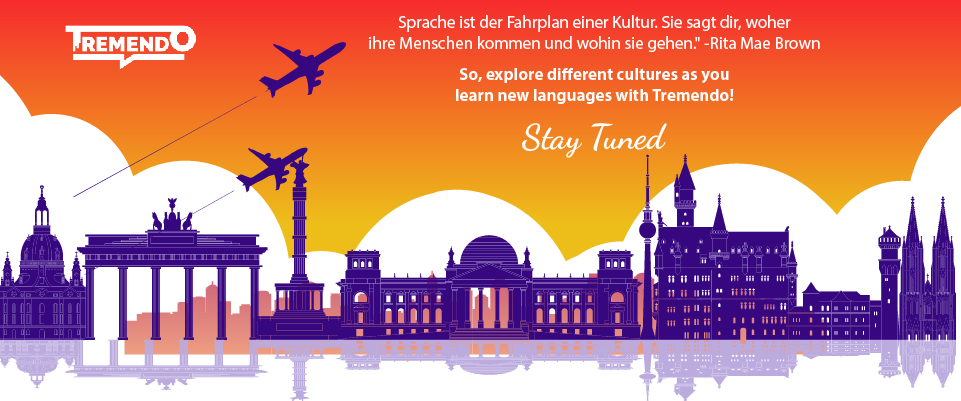 TREMENDO
Sprache ist der Fahrplan einer Kultur. Sie sagt dir, woher
ihre Menschen kommen und wohin sie gehen." -Rita Mae Brown
So, explore different cultures as you
learn new languages with Tremendo!
Stay Tuned